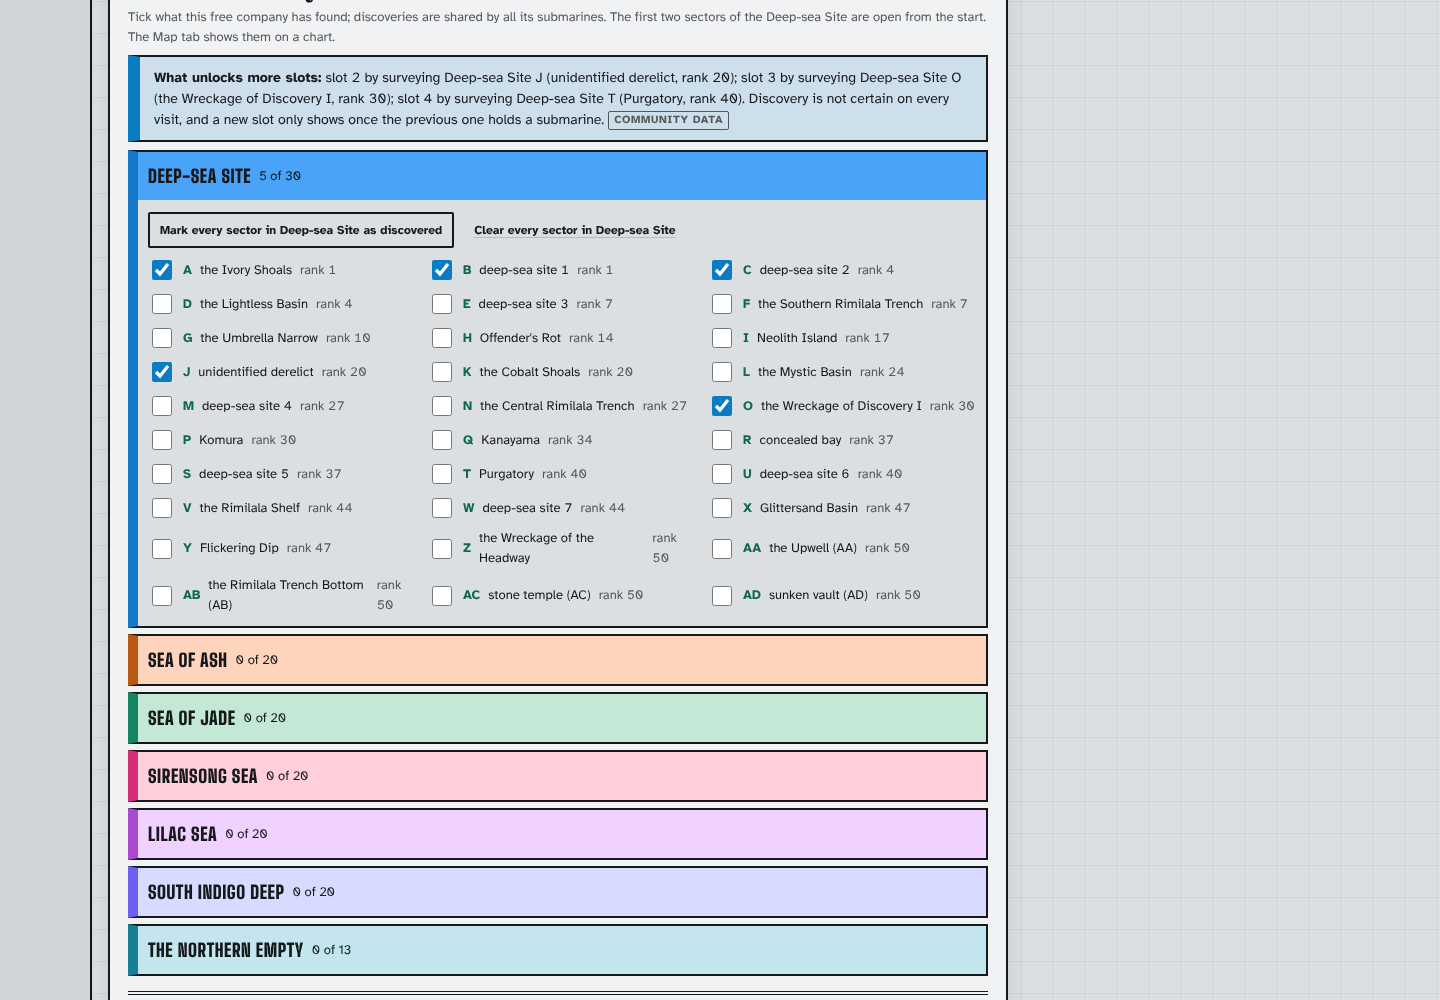 Tick what this free company has found; discoveries are shared by all its submarines. The first two sectors of the Deep-sea Site are open from the start.
The Map tab shows them on a chart.
What unlocks more slots: slot 2 by surveying Deep-sea Site J (unidentified derelict, rank 20); slot 3 by surveying Deep-sea Site O
(the Wreckage of Discovery I, rank 30); slot 4 by surveying Deep-sea Site T (Purgatory, rank 40). Discovery is not certain on every
visit, and a new slot only shows once the previous one holds a submarine. COMMUNITY DATA
DEEP-SEA SITE 5 of 30
Mark every sector in Deep-sea Site as discovered Clear every sector in Deep-sea Site
A the Ivory Shoals rank 1 B deep-sea site 1 rank 1 C deep-sea site 2 rank 4
D the Lightless Basin rank 4 E deep-sea site 3 rank 7 F the Southern Rimilala Trench rank 7
G the Umbrella Narrow rank 10 H Offender's Rot rank 14 I Neolith Island rank 17
J unidentified derelict rank 20 K the Cobalt Shoals rank 20 L the Mystic Basin rank 24
M deep-sea site 4 rank 27 N the Central Rimilala Trench rank 27 O the Wreckage of Discovery I rank 30
P Komura rank 30 Q Kanayama rank 34 R concealed bay rank 37
S deep-sea site 5 rank 37 T Purgatory rank 40 U deep-sea site 6 rank 40
V the Rimilala Shelf rank 44 W deep-sea site 7 rank 44 X Glittersand Basin rank 47
Y Flickering Dip rank 47 Z the Wreckage of the Headway rank 50 AA the Upwell (AA) rank 50
AB the Rimilala Trench Bottom (AB) rank 50 AC stone temple (AC) rank 50 AD sunken vault (AD) rank 50
SEA OF ASH 0 of 20
SEA OF JADE 0 of 20
SIRENSONG SEA 0 of 20
LILAC SEA 0 of 20
SOUTH INDIGO DEEP 0 of 20
THE NORTHERN EMPTY 0 of 13